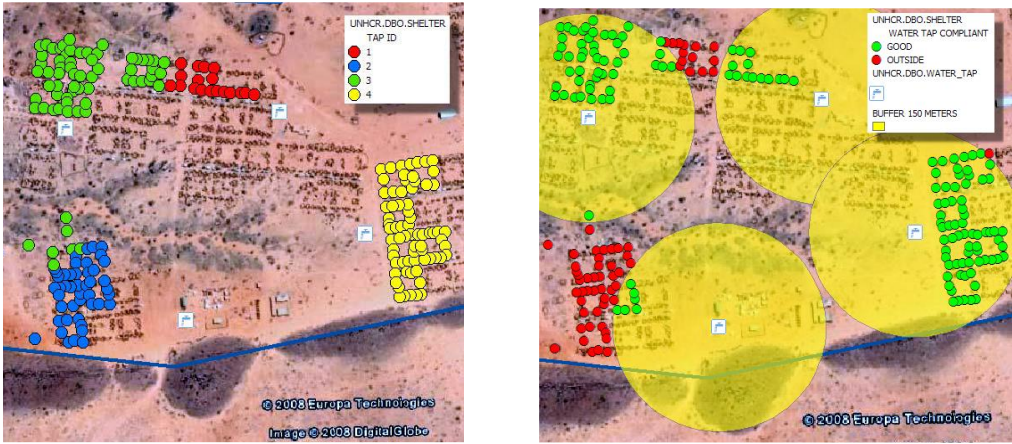 UNHCR.DBO.SHELTER
TAP ID
1
2
3
4
© 2008 Europa Technologies
Image © 2008 DigitalGlobe
UNHCR.DBO.SHELTER
WATER TAP COMPLIANT
GOOD
OUTSIDE
UNHCR.DBO.WATER_TAP
BUFFER 150 METERS
© 2008 Europa Technologies